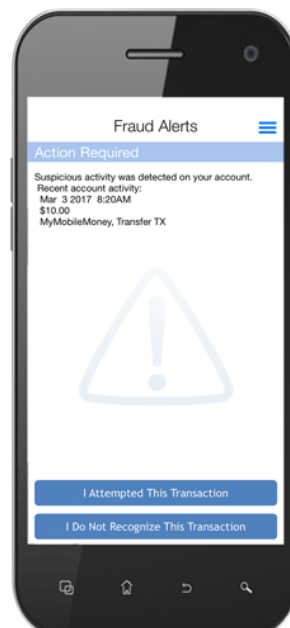 Fraud Alerts
Action Required
Suspicious activity was detected on your account.
Recent account activity:
Mar 3 2017 8:20AM
$10.00
MyMobileMoney, Transfer TX
I Attempted This Transaction
I Do Not Recognize This Transaction